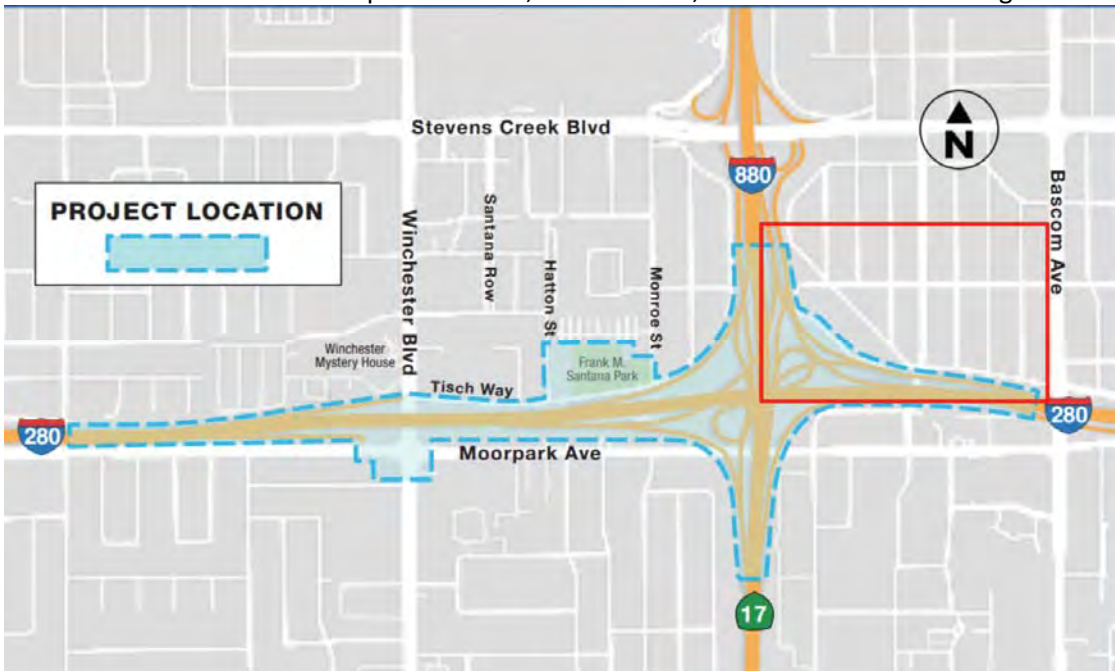 Stevens Creek Blvd
N
880
PROJECT LOCATION
Winchester Blvd
Santana Row
Hatton St
Monroe St
Bascom Ave
Winchester
Mystery House
Frank M.
Santana Park
Tisch Way
280
280
Moorpark Ave
17